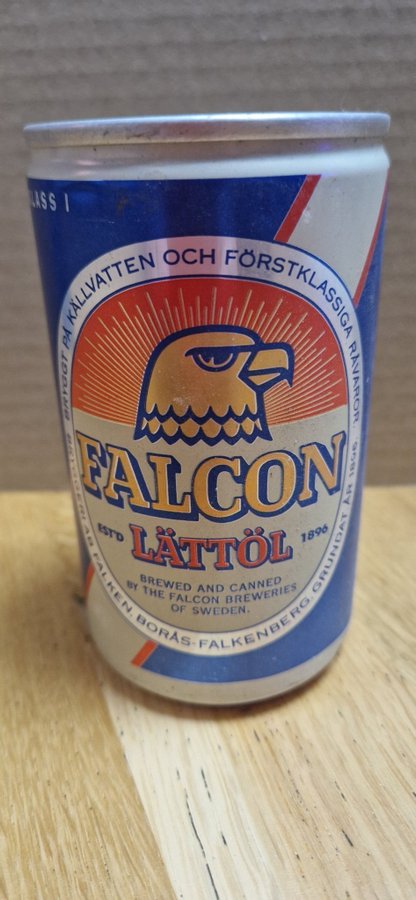 KLASS I
BRYGGT PÅ KÄLLVATTEN OCH FÖRSTKLASSIGA RÅVAROR.
FALCON
EST'D 1896
LÄTTÖL
BREWED AND CANNED
BY THE FALCON BREWERIES
OF SWEDEN.
FALKEN, BORÅS-FALKENBERG. GRUNDAT ÅR 1896.